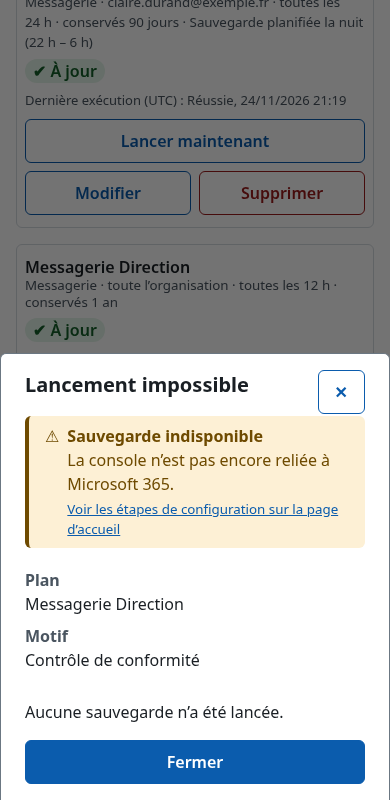 Messagerie · claire.durand@exemple.fr · toutes les
24 h · conservés 90 jours · Sauvegarde planifiée la nuit
(22 h – 6 h)
✔ À jour
Dernière exécution (UTC) : Réussie, 24/11/2026 21:19
Lancer maintenant
Modifier
Supprimer
Messagerie Direction
Messagerie · toute l’organisation · toutes les 12 h ·
conservés 1 an
✔ À jour
Lancement impossible
×
⚠ Sauvegarde indisponible
La console n’est pas encore reliée à
Microsoft 365.
Voir les étapes de configuration sur la page
d’accueil
Plan
Messagerie Direction
Motif
Contrôle de conformité
Aucune sauvegarde n’a été lancée.
Fermer